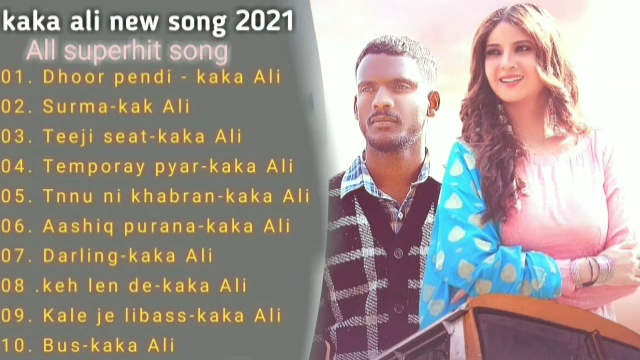 kaka ali new song 2021
All superhit song
01. Dhoor pendi - kaka Ali
02. Surma-kak Ali
03. Teeji seat-kaka Ali
04. Temporay pyar-kaka Ali
05. Tnnu ni khabran-kaka Ali
06. Aashiq purana-kaka Ali
07. Darling-kaka Ali
08 .keh len de-kaka Ali
09. Kale je libass-kaka Ali
10. Bus-kaka Ali